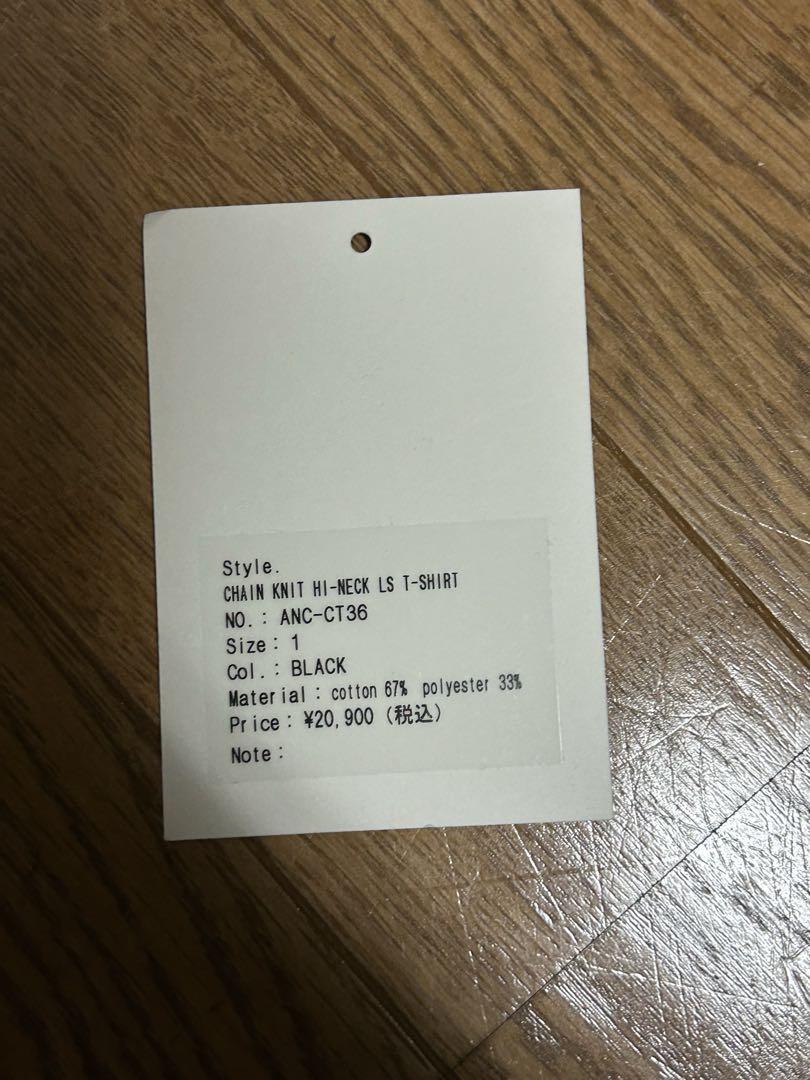 Style.
CHAIN KNIT HI-NECK LS T-SHIRT
NO.: ANC-CT36
Size: 1
Col.: BLACK
Material: cotton 67% polyester 33%
Price: ¥20,900 (税込)
Note: